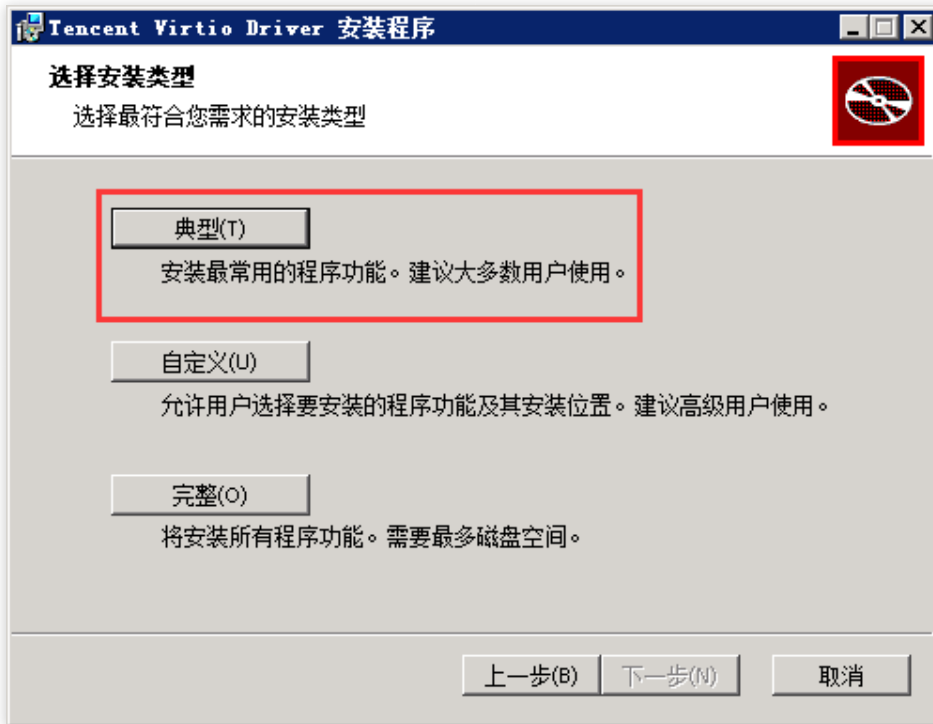 Tencent Virtio Driver 安装程序
选择安装类型
选择最符合您需求的安装类型
典型(T)
安装最常用的程序功能。建议大多数用户使用。
自定义(U)
允许用户选择要安装的程序功能及其安装位置。建议高级用户使用。
完整(O)
将安装所有程序功能。需要最多磁盘空间。
上一步(B) 下一步(N) 取消